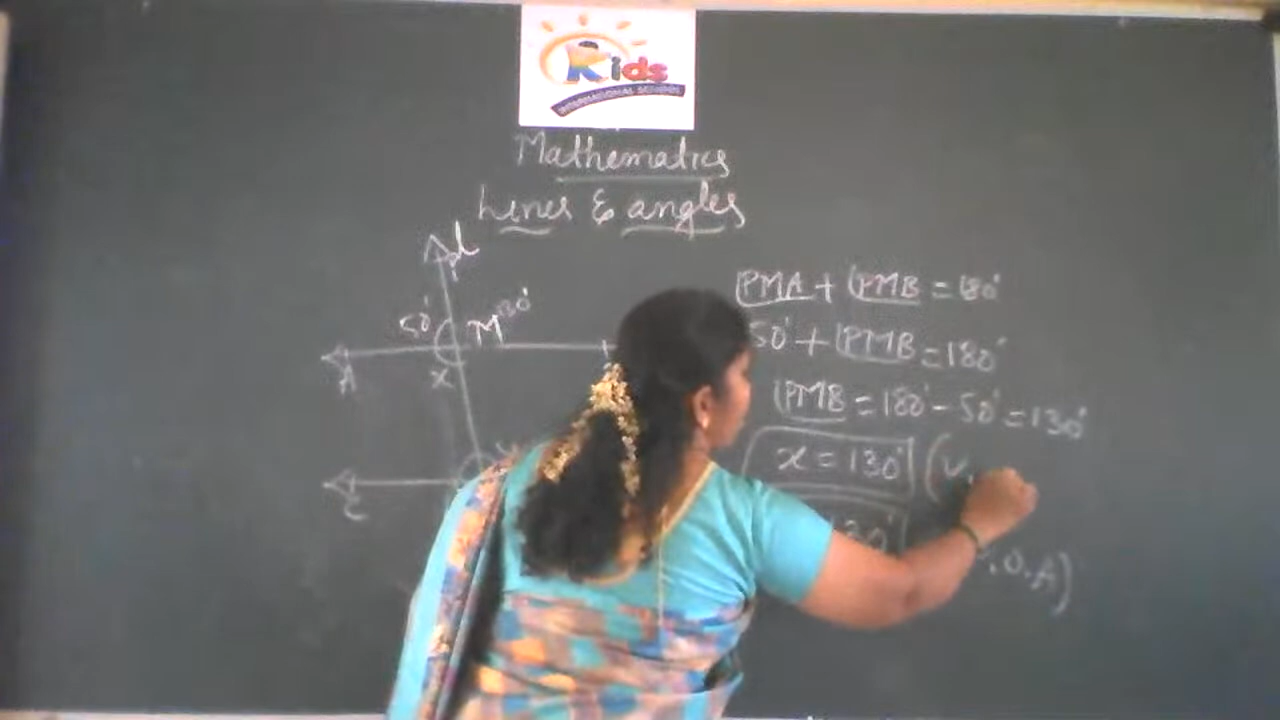 Kids
INTERNATIONAL SCHOOL
Mathematics
Lines & angles
P
50° M 130°
A
x
y
C
∠PMA + ∠PMB = 180°
50° + ∠PMB = 180°
∠PMB = 180° - 50° = 130°
x = 130° (V.
130° .O.A)